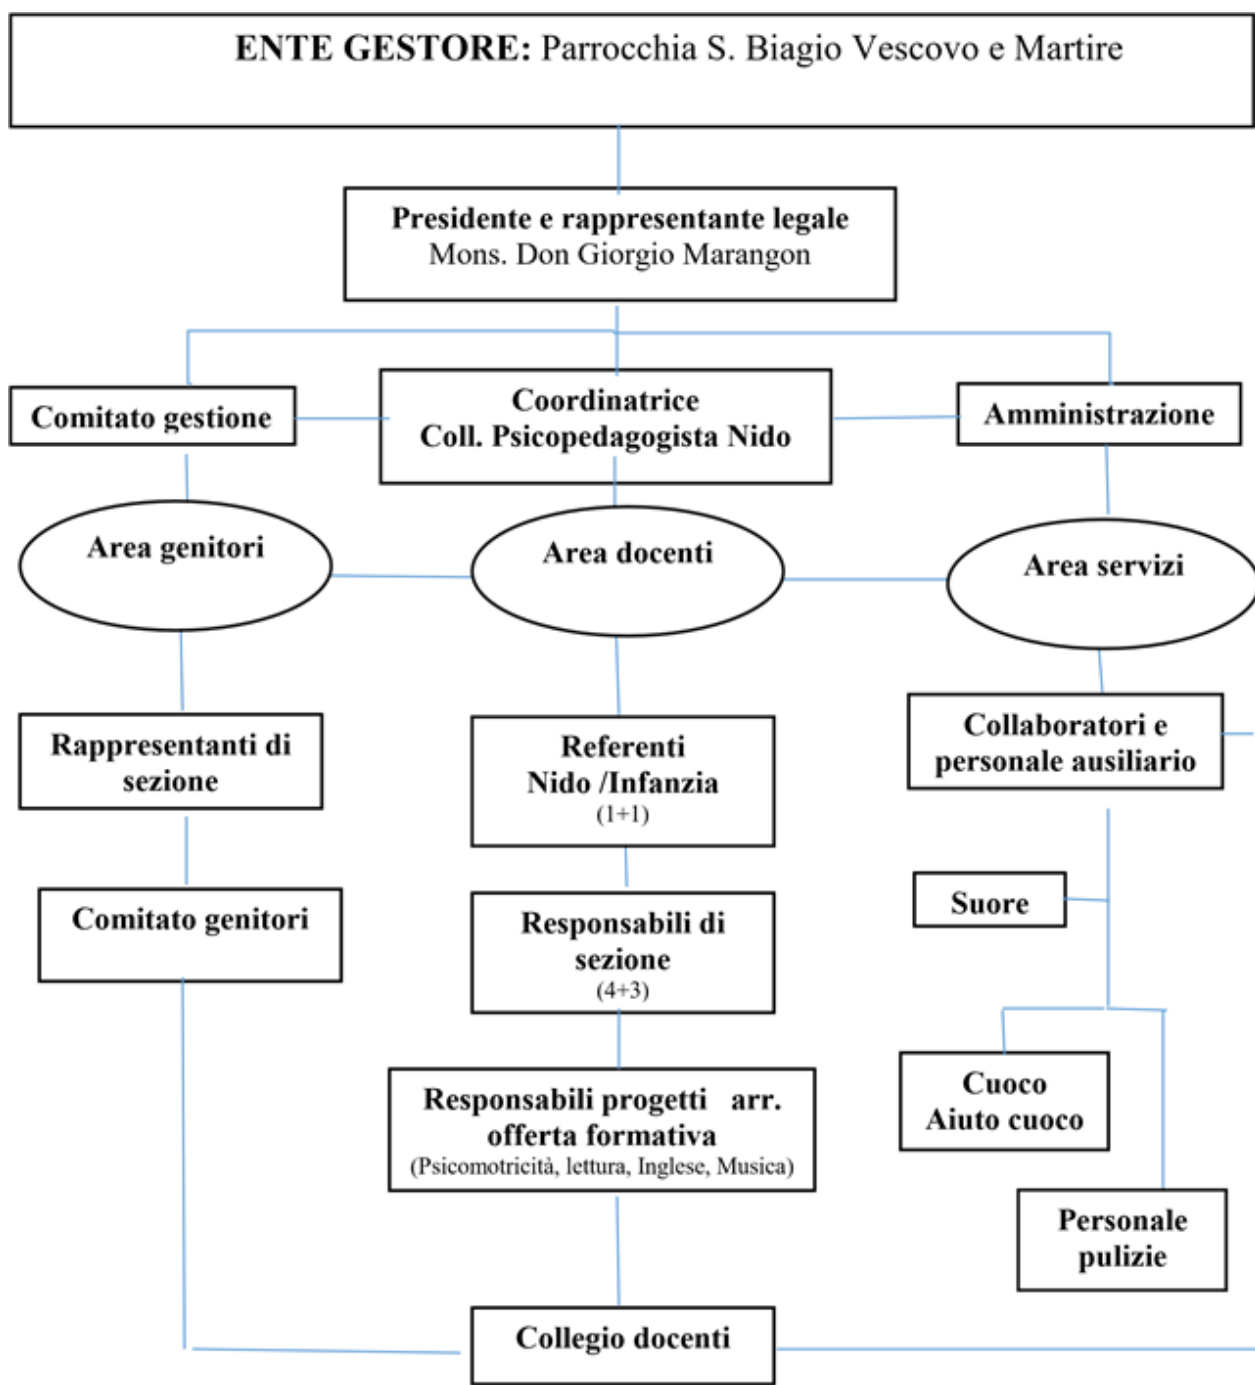 ENTE GESTORE: Parrocchia S. Biagio Vescovo e Martire
Presidente e rappresentante legale
Mons. Don Giorgio Marangon
Comitato gestione
Coordinatrice
Coll. Psicopedagogista Nido
Amministrazione
Area genitori
Area docenti
Area servizi
Rappresentanti di
sezione
Referenti
Nido /Infanzia
(1+1)
Collaboratori e
personale ausiliario
Comitato genitori
Responsabili di
sezione
(4+3)
Suore
Responsabili progetti arr.
offerta formativa
(Psicomotricità, lettura, Inglese, Musica)
Cuoco
Aiuto cuoco
Personale
pulizie
Collegio docenti